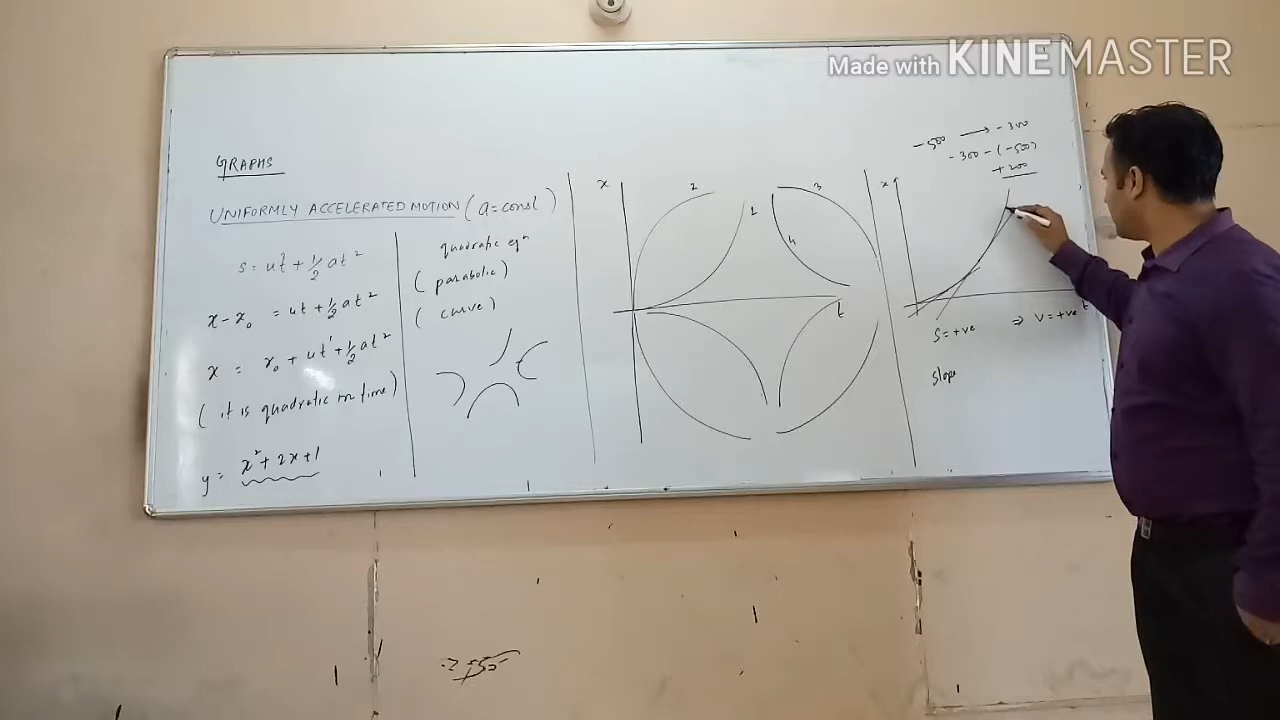 Made with KINEMASTER
GRAPHS
UNIFORMLY ACCELERATED MOTION (a = const)
s = ut + 1/2 at²
x - x₀ = ut + 1/2 at²
x = x₀ + ut' + 1/2 at²
(it is quadratic in time)
y = x² + 2x + 1
quadratic eqⁿ
(parabolic)
(curve)
x
2
1
3
4
t
-500 → -300
-300 - (-500)
+200
x
t
S = +ve ⇒ V = +ve
Slope